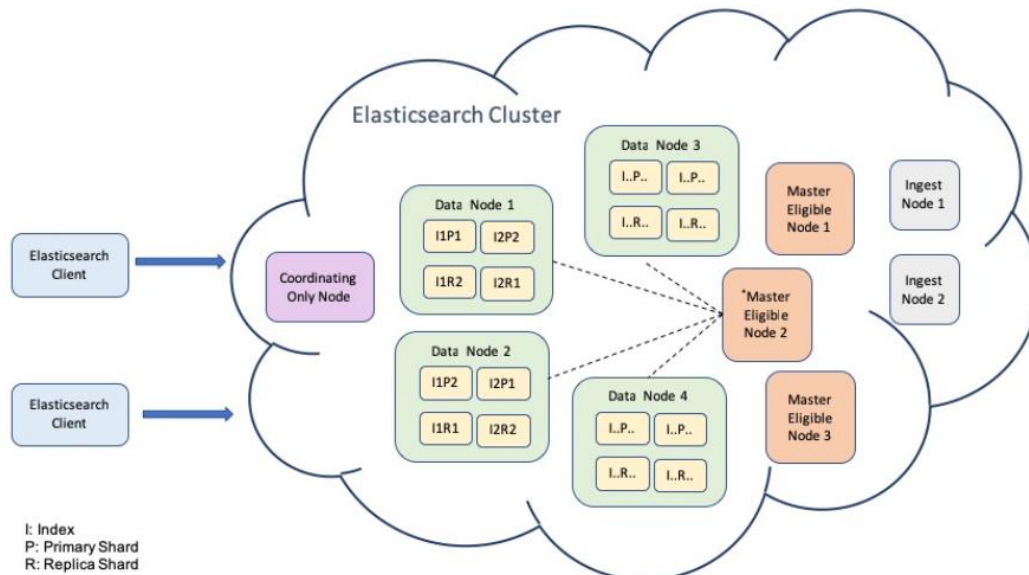 Elasticsearch Cluster
Elasticsearch
Client
Elasticsearch
Client
Coordinating
Only Node
Data Node 1
I1P1 I2P2
I1R2 I2R1
Data Node 2
I1P2 I2P1
I1R1 I2R2
Data Node 3
I..P.. I..P..
I..R.. I..R..
Data Node 4
I..P.. I..P..
I..R.. I..R..
Master
Eligible
Node 1
*Master
Eligible
Node 2
Master
Eligible
Node 3
Ingest
Node 1
Ingest
Node 2
I: Index
P: Primary Shard
R: Replica Shard